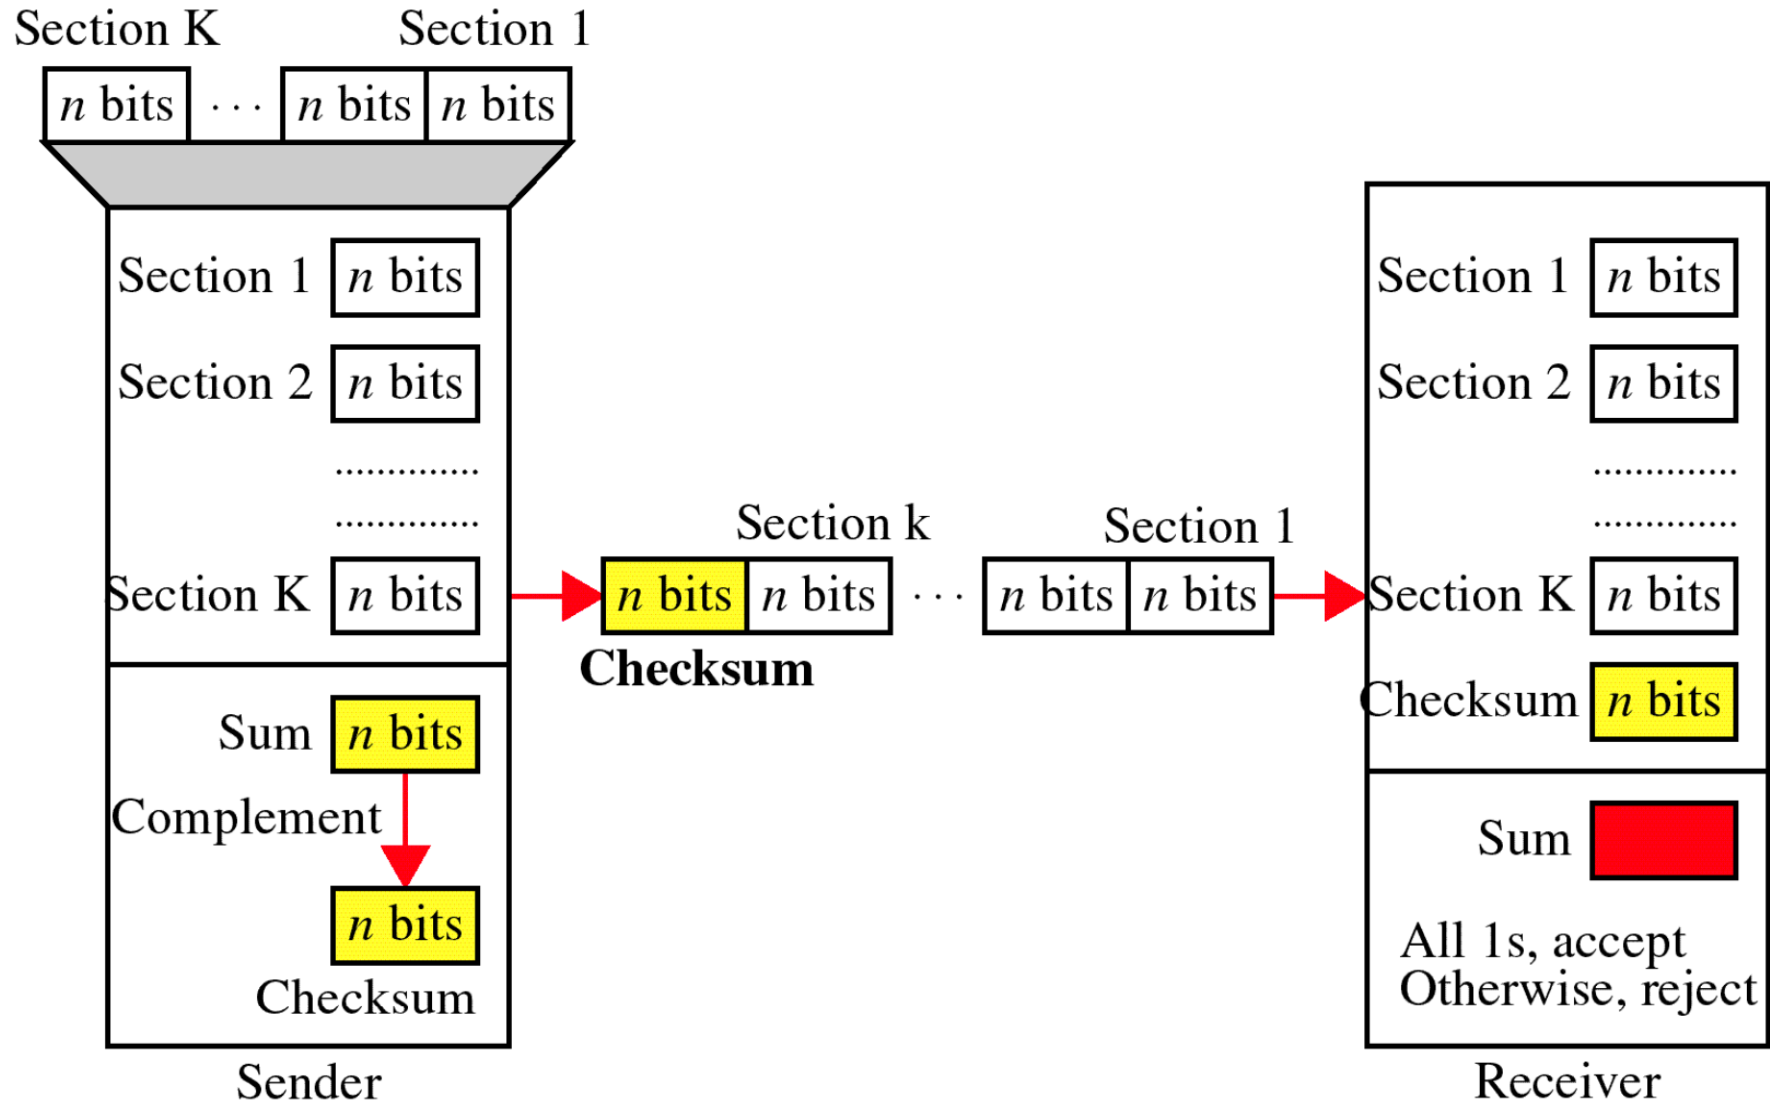 Section K Section 1
n bits ... n bits n bits
Section 1 n bits
Section 2 n bits
..............
..............
Section K n bits
Sum n bits
Complement
n bits
Checksum
Sender
Section k Section 1
n bits n bits ... n bits n bits
Checksum
Section 1 n bits
Section 2 n bits
..............
..............
Section K n bits
Checksum n bits
Sum
All 1s, accept
Otherwise, reject
Receiver